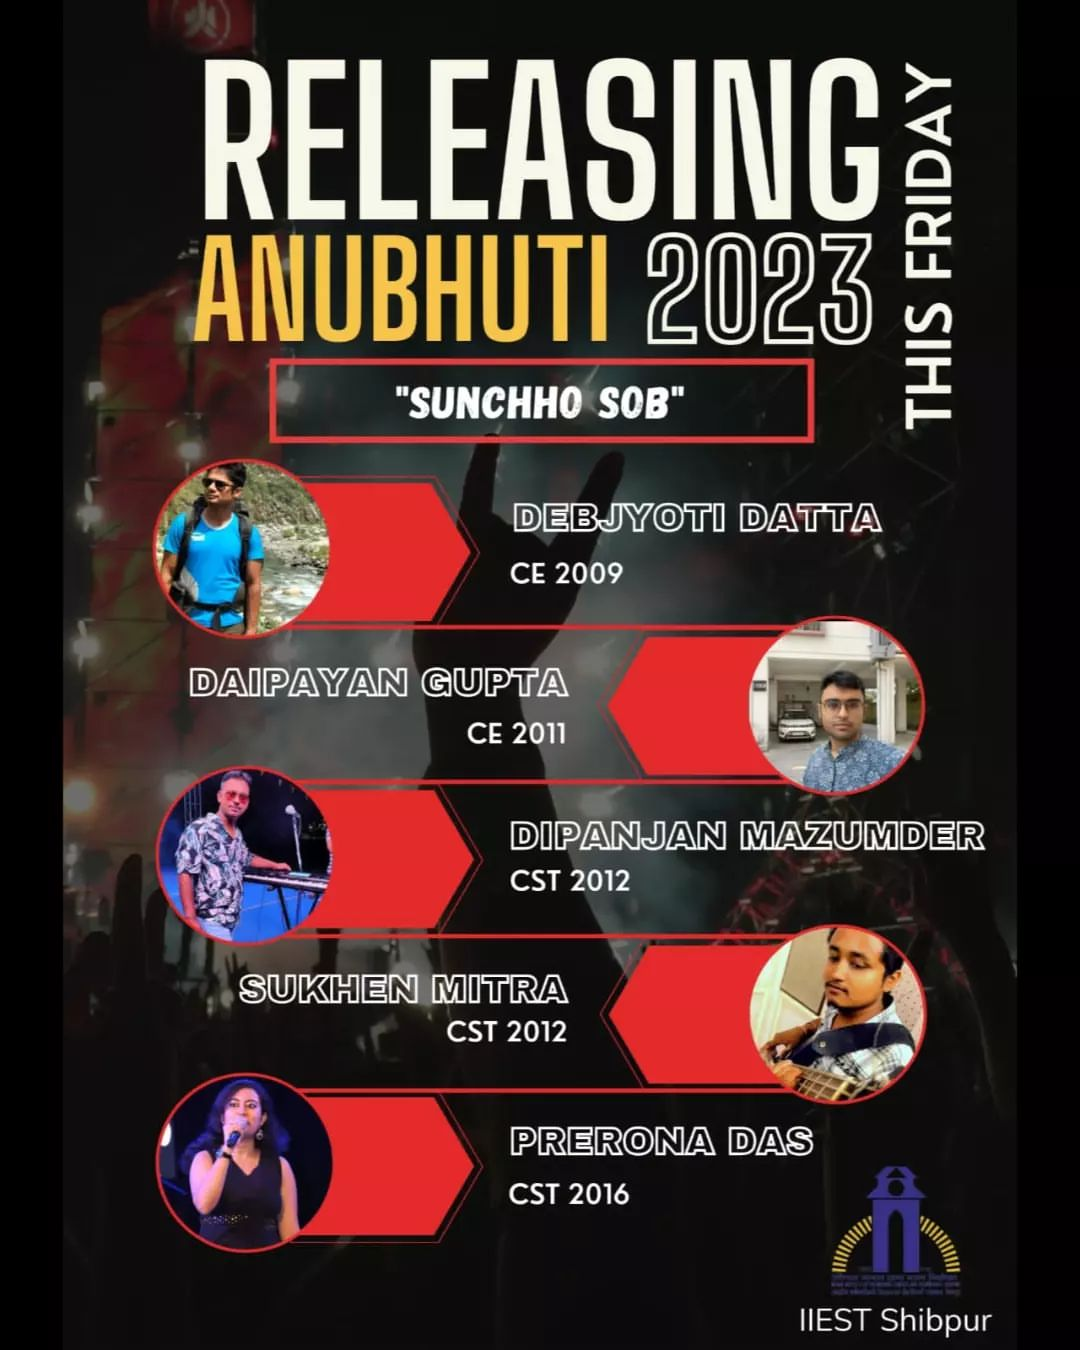 RELEASING
ANUBHUTI 2023
THIS FRIDAY
"SUNCHHO SOB"
DEBJYOTI DATTA
CE 2009
DAIPAYAN GUPTA
CE 2011
DIPANJAN MAZUMDER
CST 2012
SUKHEN MITRA
CST 2012
PRERONA DAS
CST 2016
IIEST Shibpur